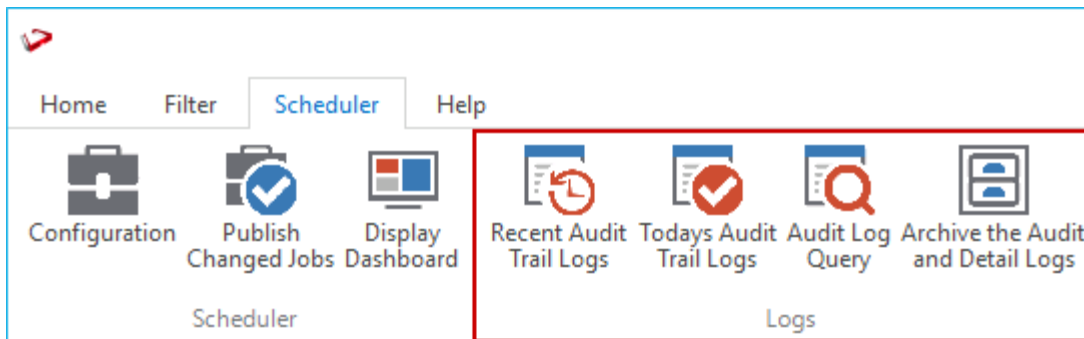 Home Filter Scheduler Help
Configuration Publish Display Recent Audit Todays Audit Audit Log Archive the Audit
Changed Jobs Dashboard Trail Logs Trail Logs Query and Detail Logs
Scheduler Logs